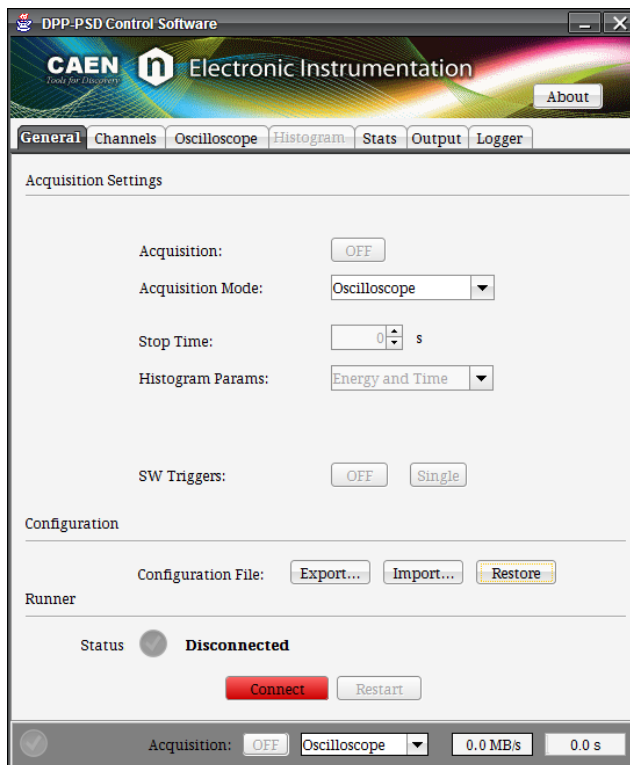 DPP-PSD Control Software
CAEN n Electronic Instrumentation
Tools for Discovery
About
General Channels Oscilloscope Histogram Stats Output Logger
Acquisition Settings
Acquisition: OFF
Acquisition Mode: Oscilloscope
Stop Time: 0 s
Histogram Params: Energy and Time
SW Triggers: OFF Single
Configuration
Configuration File: Export... Import... Restore
Runner
Status Disconnected
Connect Restart
Acquisition: OFF Oscilloscope 0.0 MB/s 0.0 s